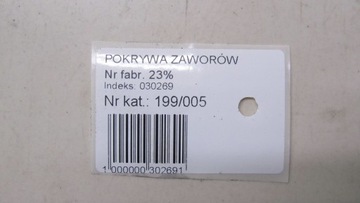 POKRYWA ZAWORÓW
Nr fabr. 23%
Indeks: 030269
Nr kat.: 199/005
1 000000 302691